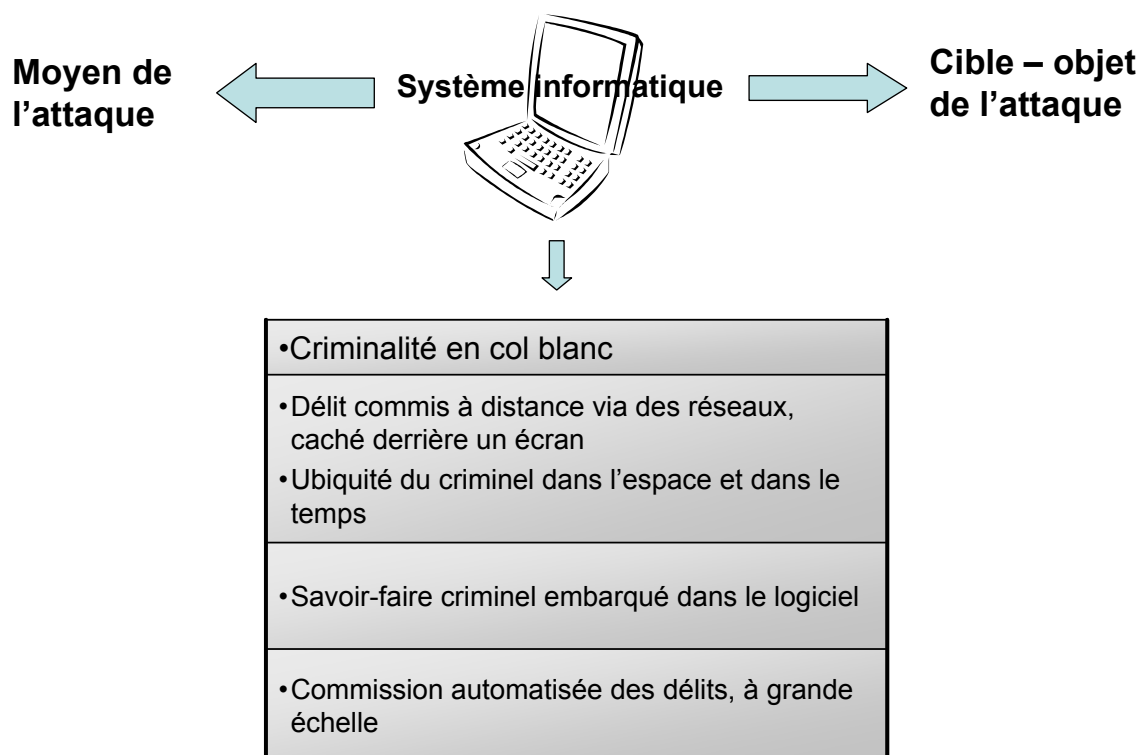 Moyen de
l’attaque
Système informatique
Cible – objet
de l’attaque
•Criminalité en col blanc
•Délit commis à distance via des réseaux,
caché derrière un écran
•Ubiquité du criminel dans l’espace et dans le
temps
•Savoir-faire criminel embarqué dans le logiciel
•Commission automatisée des délits, à grande
échelle